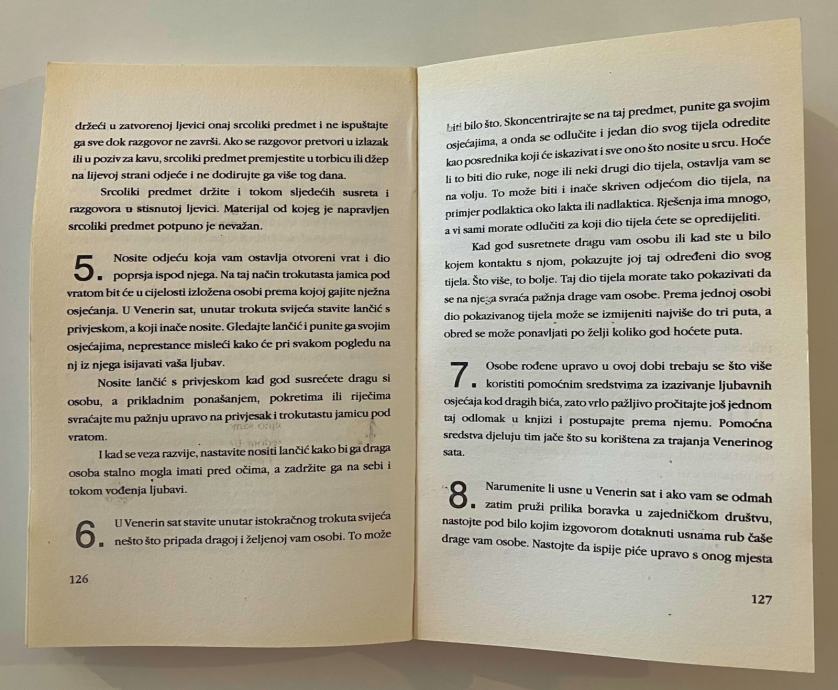 držeći u zatvorenoj ljevici onaj srcoliki predmet i ne ispuštajte
ga sve dok razgovor ne završi. Ako se razgovor pretvori u izlazak
ili u poziv za kavu, srcoliki predmet premjestite u torbicu ili džep
na lijevoj strani odjeće i ne dodirujte ga više tog dana.
Srcoliki predmet držite i tokom sljedećih susreta i
razgovora u stisnutoj ljevici. Materijal od kojeg je napravljen
srcoliki predmet potpuno je nevažan.
5. Nosite odjeću koja vam ostavlja otvoreni vrat i dio
poprsja ispod njega. Na taj način trokutasta jamica pod
vratom bit će u cijelosti izložena osobi prema kojoj gajite nježna
osjećanja. U Venerin sat, unutar trokuta svijeća stavite lančić s
privjeskom, a koji inače nosite. Gledajte lančić i punite ga svojim
osjećajima, neprestance misleći kako će pri svakom pogledu na
nj iz njega isijavati vaša ljubav.
Nosite lančić s privjeskom kad god susrećete dragu si
osobu, a prikladnim ponašanjem, pokretima ili riječima
svraćajte mu pažnju upravo na privjesak i trokutastu jamicu pod
vratom.
I kad se veza razvije, nastavite nositi lančić kako bi ga draga
osoba stalno mogla imati pred očima, a zadržite ga na sebi i
tokom vođenja ljubavi.
6. U Venerin sat stavite unutar istokračnog trokuta svijeća
nešto što pripada dragoj i željenoj vam osobi. To može
126
biti bilo što. Skoncentrirajte se na taj predmet, punite ga svojim
osjećajima, a onda se odlučite i jedan dio svog tijela odredite
kao posrednika koji će iskazivati i sve ono što nosite u srcu. Hoće
li to biti dio ruke, noge ili neki drugi dio tijela, ostavlja vam se
na volju. To može biti i inače skriven odjećom dio tijela, na
primjer podlaktica oko lakta ili nadlaktica. Rješenja ima mnogo,
a vi sami morate odlučiti za koji dio tijela ćete se opredijeliti.
Kad god susretnete dragu vam osobu ili kad ste u bilo
kojem kontaktu s njom, pokazujte joj taj određeni dio svog
tijela. Što više, to bolje. Taj dio tijela morate tako pokazivati da
se na njega svraća pažnja drage vam osobe. Prema jednoj osobi
dio pokazivanog tijela može se izmijeniti najviše do tri puta, a
obred se može ponavljati po želji koliko god hoćete puta.
7. Osobe rođene upravo u ovoj dobi trebaju se što više
koristiti pomoćnim sredstvima za izazivanje ljubavnih
osjećaja kod dragih bića, zato vrlo pažljivo pročitajte još jednom
taj odlomak u knjizi i postupajte prema njemu. Pomoćna
sredstva djeluju tim jače što su korištena za trajanja Venerinog
sata.
8. Narumenite li usne u Venerin sat i ako vam se odmah
zatim pruži prilika boravka u zajedničkom društvu,
nastojte pod bilo kojim izgovorom dotaknuti usnama rub čaše
drage vam osobe. Nastojte da ispije piće upravo s onog mjesta
127